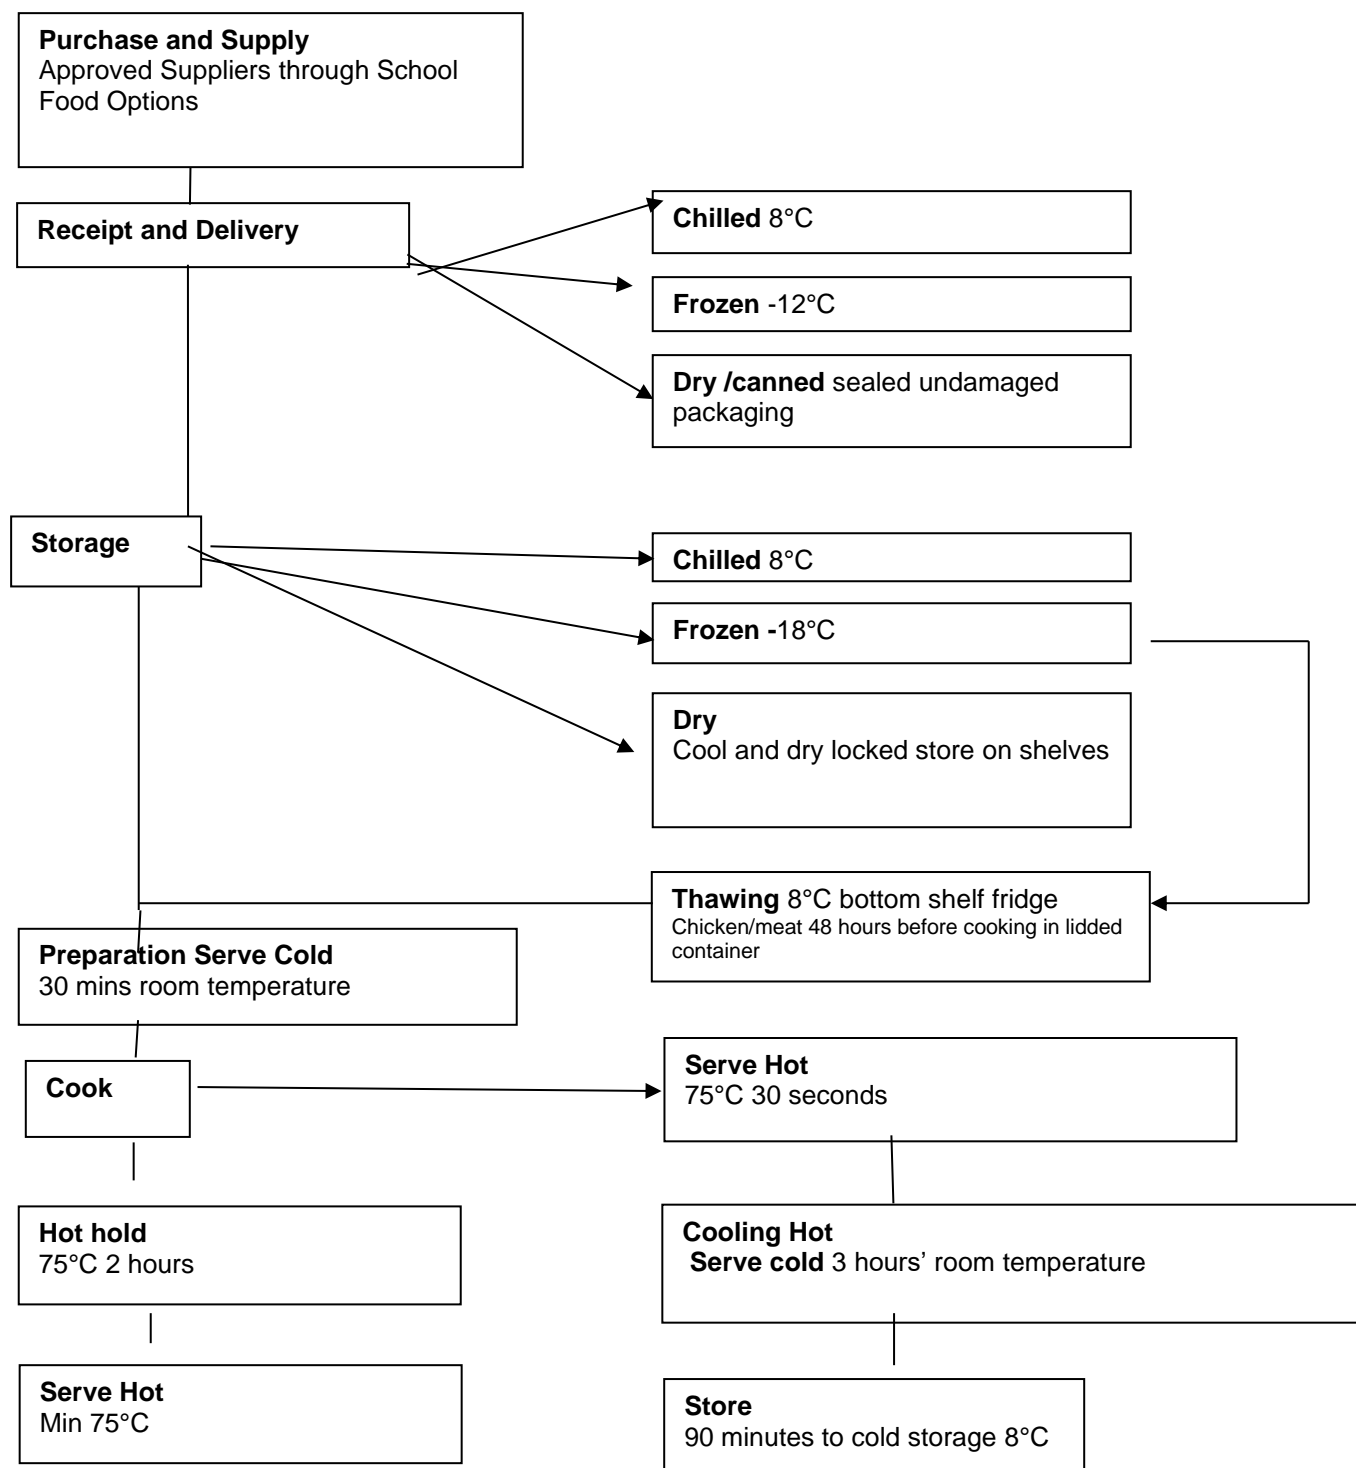 Purchase and Supply
Approved Suppliers through School
Food Options
Receipt and Delivery
Chilled 8°C
Frozen -12°C
Dry /canned sealed undamaged
packaging
Storage
Chilled 8°C
Frozen -18°C
Dry
Cool and dry locked store on shelves
Thawing 8°C bottom shelf fridge
Chicken/meat 48 hours before cooking in lidded
container
Preparation Serve Cold
30 mins room temperature
Cook
Serve Hot
75°C 30 seconds
Hot hold
75°C 2 hours
Cooling Hot
Serve cold 3 hours’ room temperature
Serve Hot
Min 75°C
Store
90 minutes to cold storage 8°C